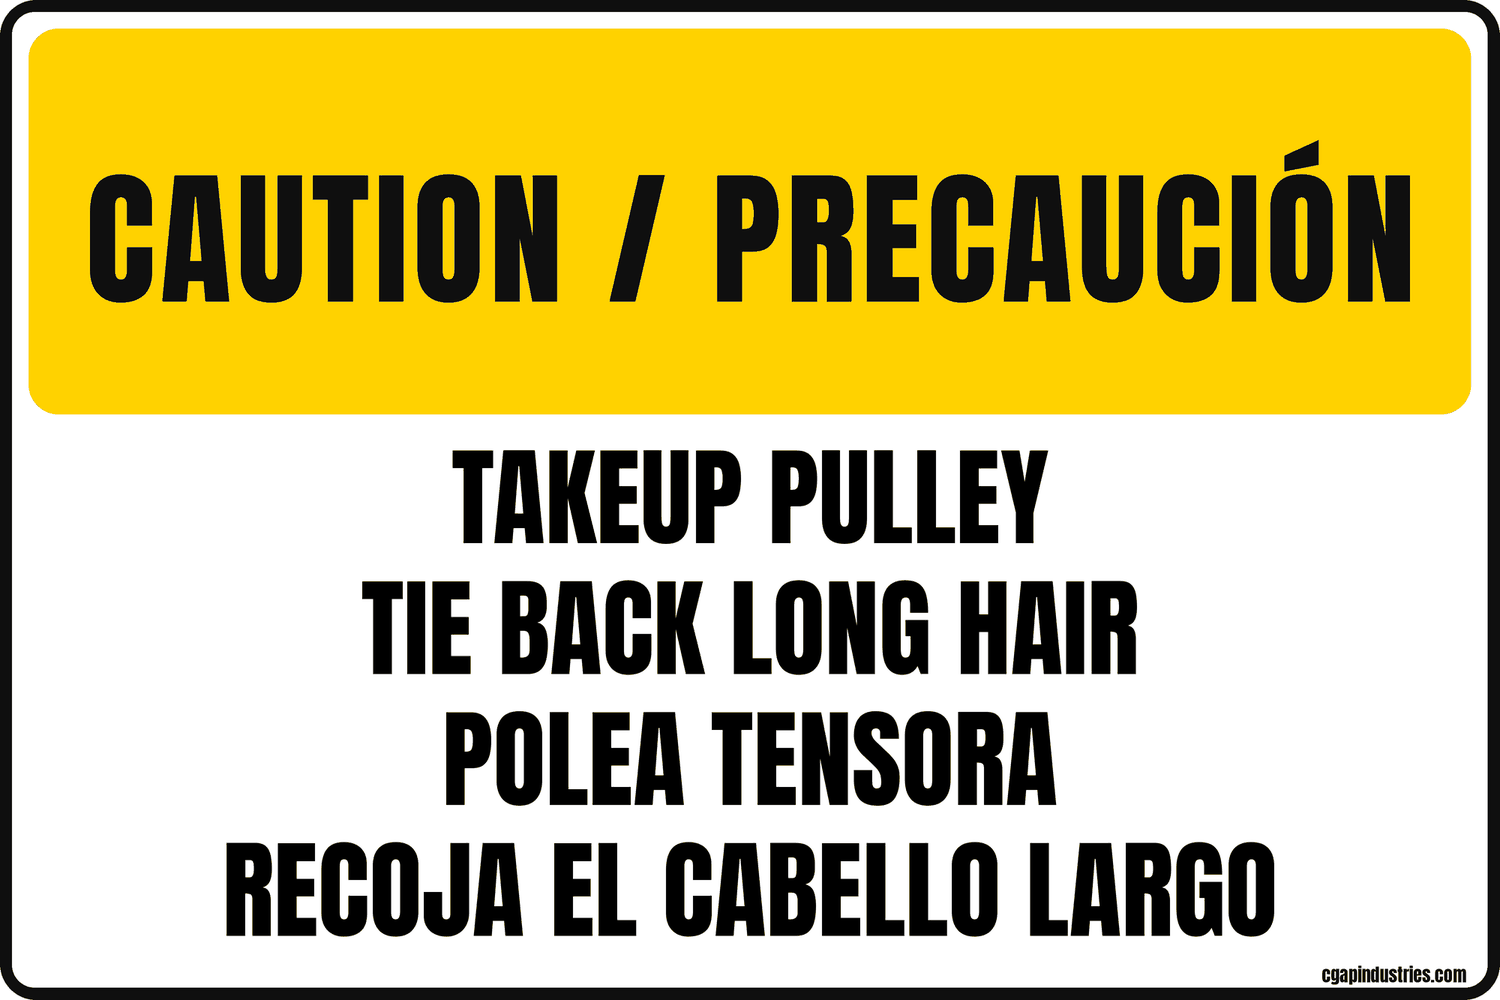 CAUTION / PRECAUCIÓN
TAKEUP PULLEY
TIE BACK LONG HAIR
POLEA TENSORA
RECOJA EL CABELLO LARGO
cgapindustries.com